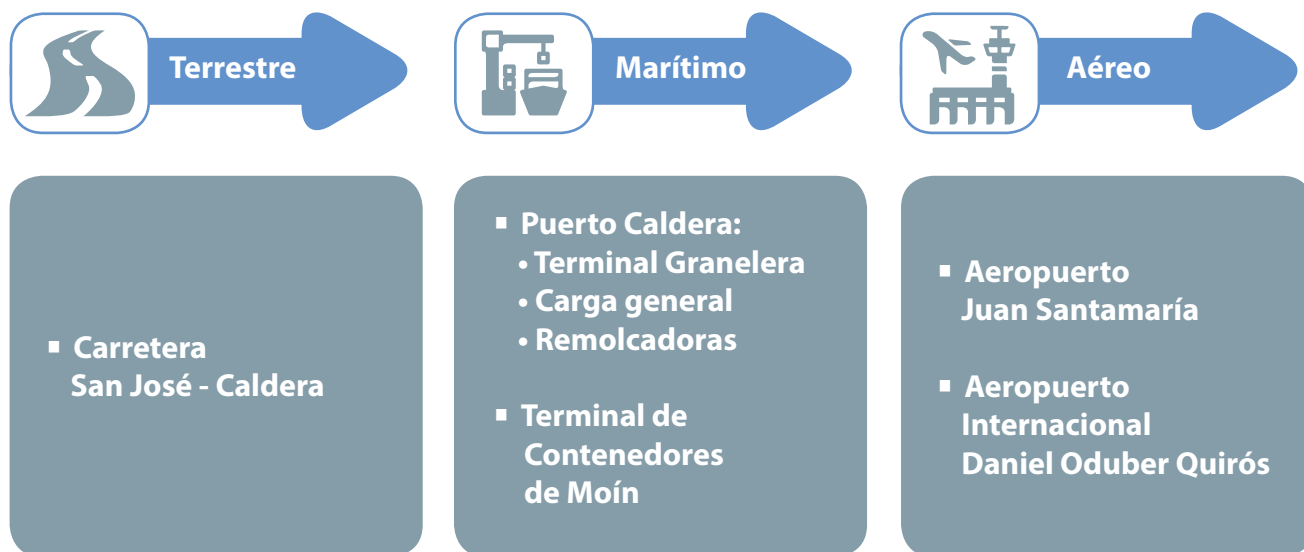 Terrestre
Marítimo
Aéreo
▪ Carretera
San José - Caldera
▪ Puerto Caldera:
• Terminal Granelera
• Carga general
• Remolcadoras
▪ Terminal de
Contenedores
de Moín
▪ Aeropuerto
Juan Santamaría
▪ Aeropuerto
Internacional
Daniel Oduber Quirós